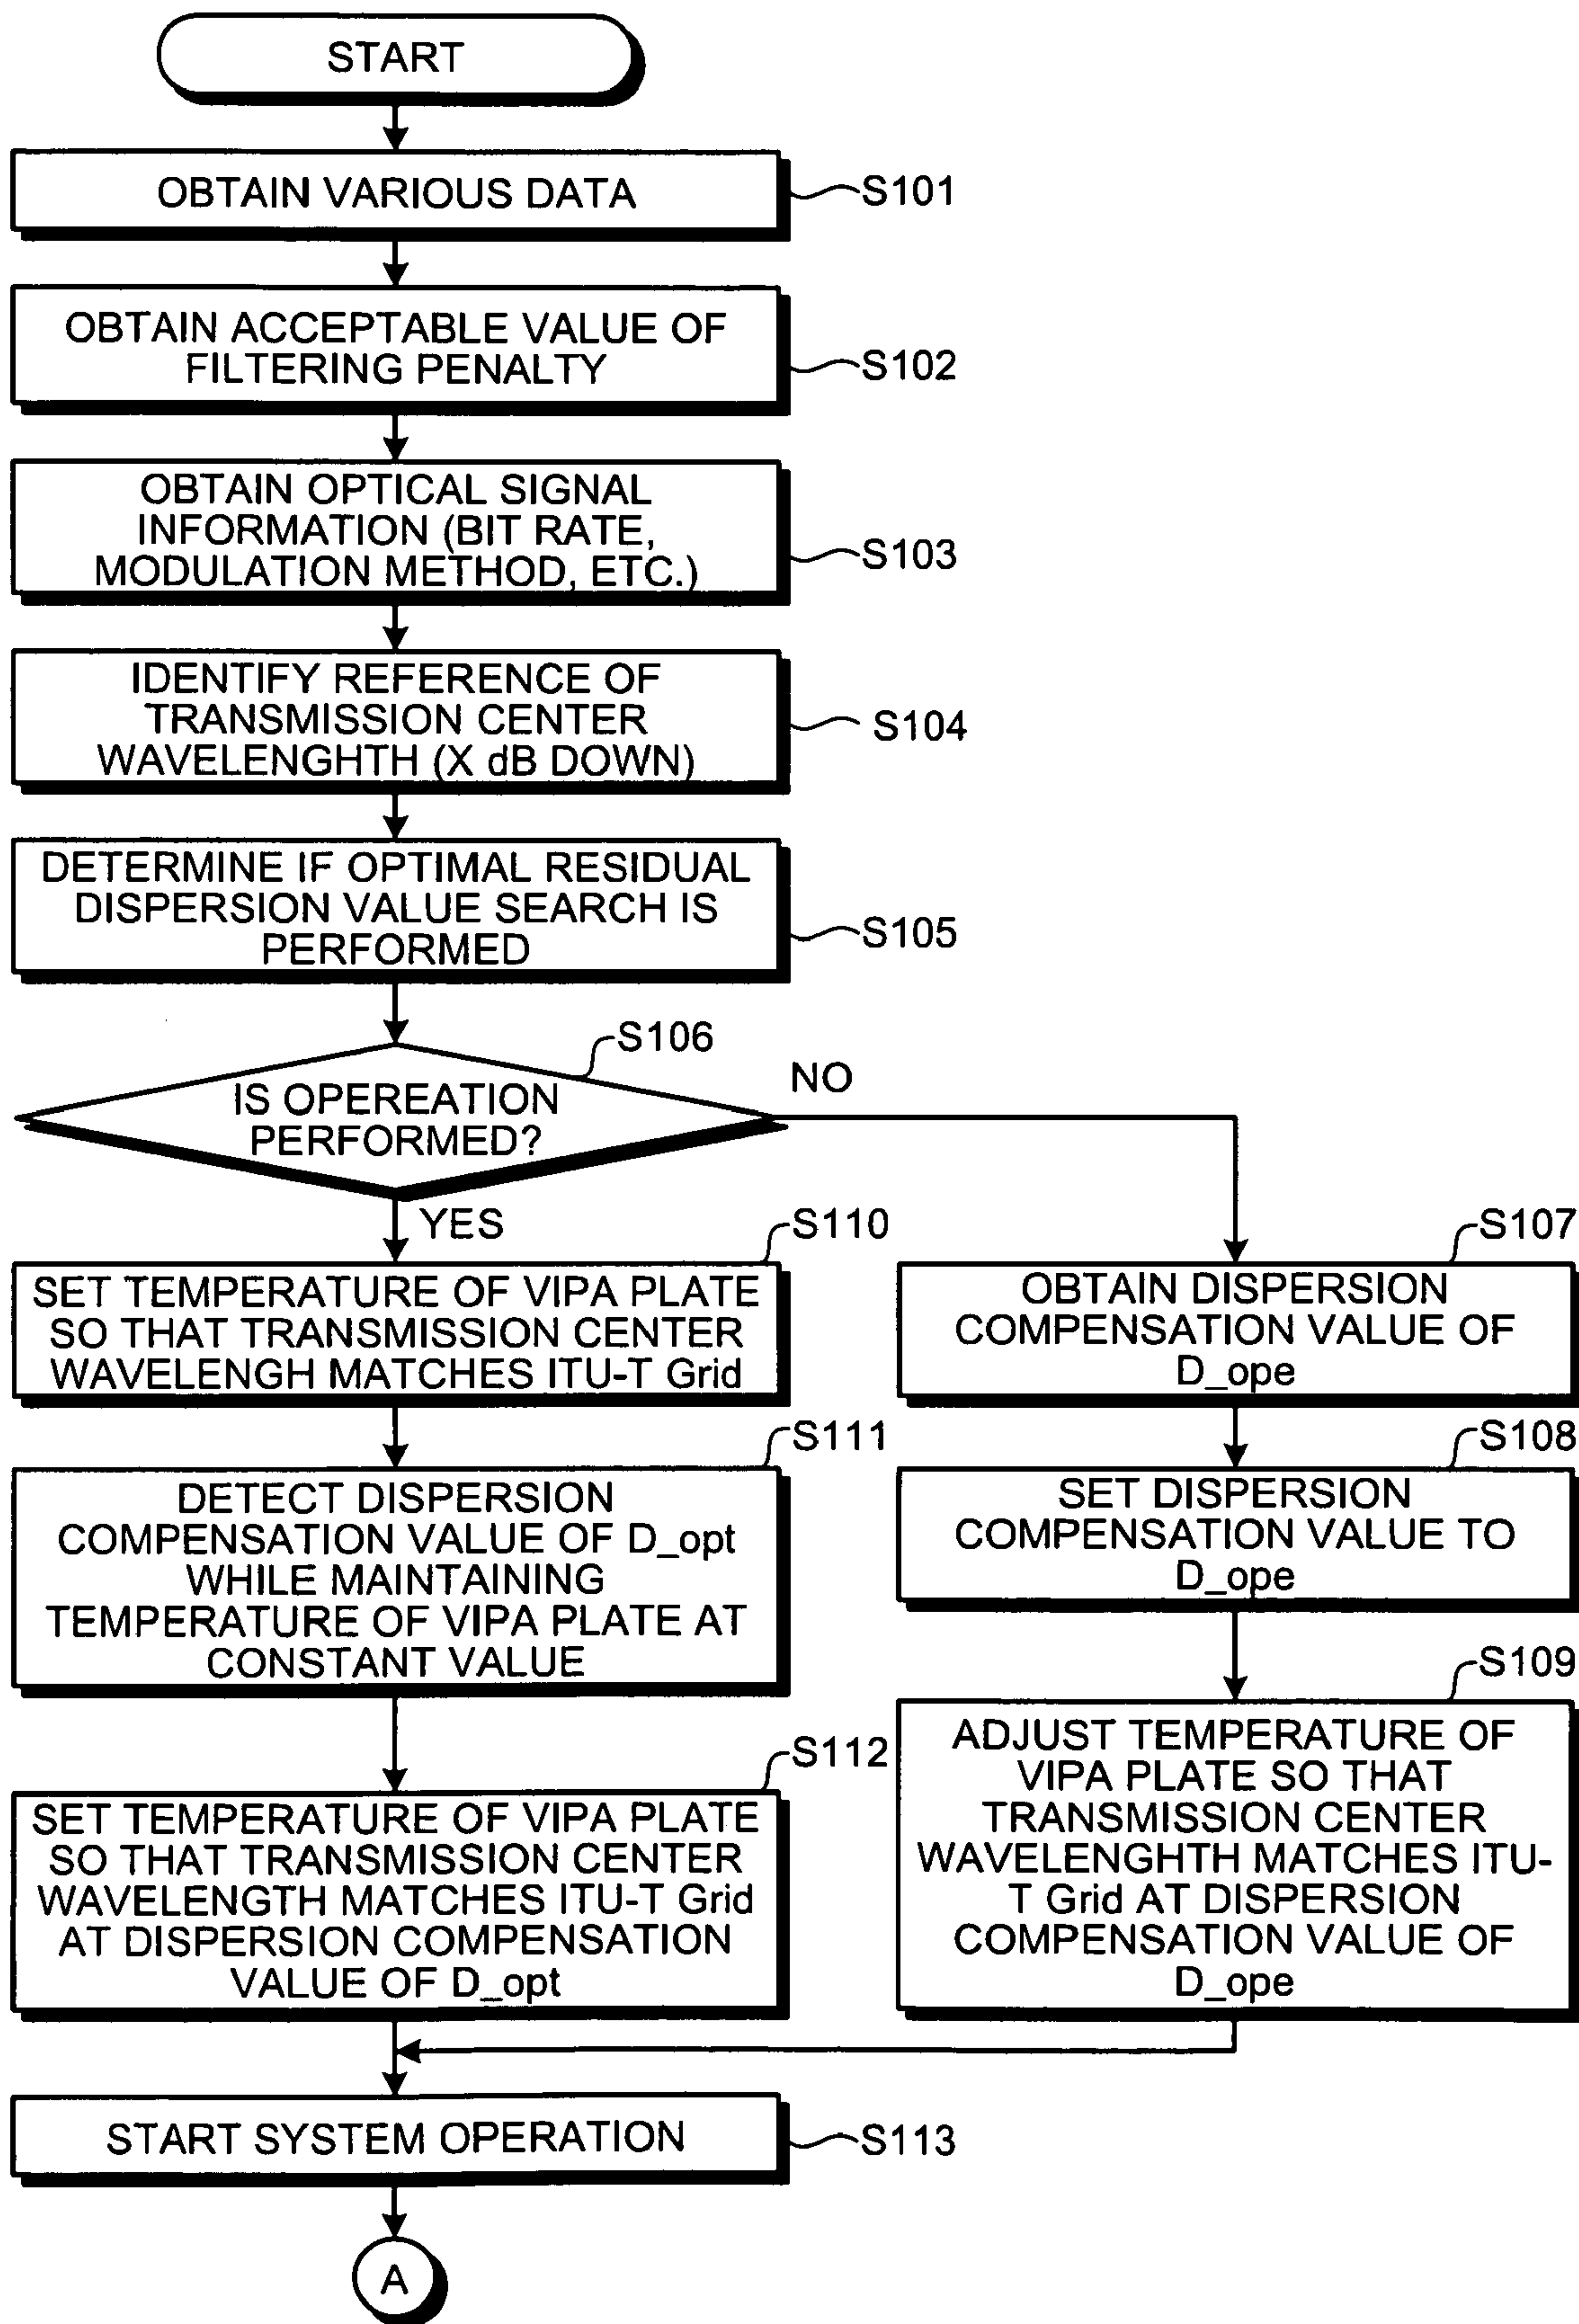 START
OBTAIN VARIOUS DATA
S101
OBTAIN ACCEPTABLE VALUE OF
FILTERING PENALTY
S102
OBTAIN OPTICAL SIGNAL
INFORMATION (BIT RATE,
MODULATION METHOD, ETC.)
S103
IDENTIFY REFERENCE OF
TRANSMISSION CENTER
WAVELENGHTH (X dB DOWN)
S104
DETERMINE IF OPTIMAL RESIDUAL
DISPERSION VALUE SEARCH IS
PERFORMED
S105
S106
IS OPEREATION
PERFORMED?
NO
YES
S110
SET TEMPERATURE OF VIPA PLATE
SO THAT TRANSMISSION CENTER
WAVELENGH MATCHES ITU-T Grid
S111
DETECT DISPERSION
COMPENSATION VALUE OF D_opt
WHILE MAINTAINING
TEMPERATURE OF VIPA PLATE AT
CONSTANT VALUE
S112
SET TEMPERATURE OF VIPA PLATE
SO THAT TRANSMISSION CENTER
WAVELENGTH MATCHES ITU-T Grid
AT DISPERSION COMPENSATION
VALUE OF D_opt
S107
OBTAIN DISPERSION
COMPENSATION VALUE OF
D_ope
S108
SET DISPERSION
COMPENSATION VALUE TO
D_ope
S109
ADJUST TEMPERATURE OF
VIPA PLATE SO THAT
TRANSMISSION CENTER
WAVELENGHTH MATCHES ITU-
T Grid AT DISPERSION
COMPENSATION VALUE OF
D_ope
START SYSTEM OPERATION
S113
A